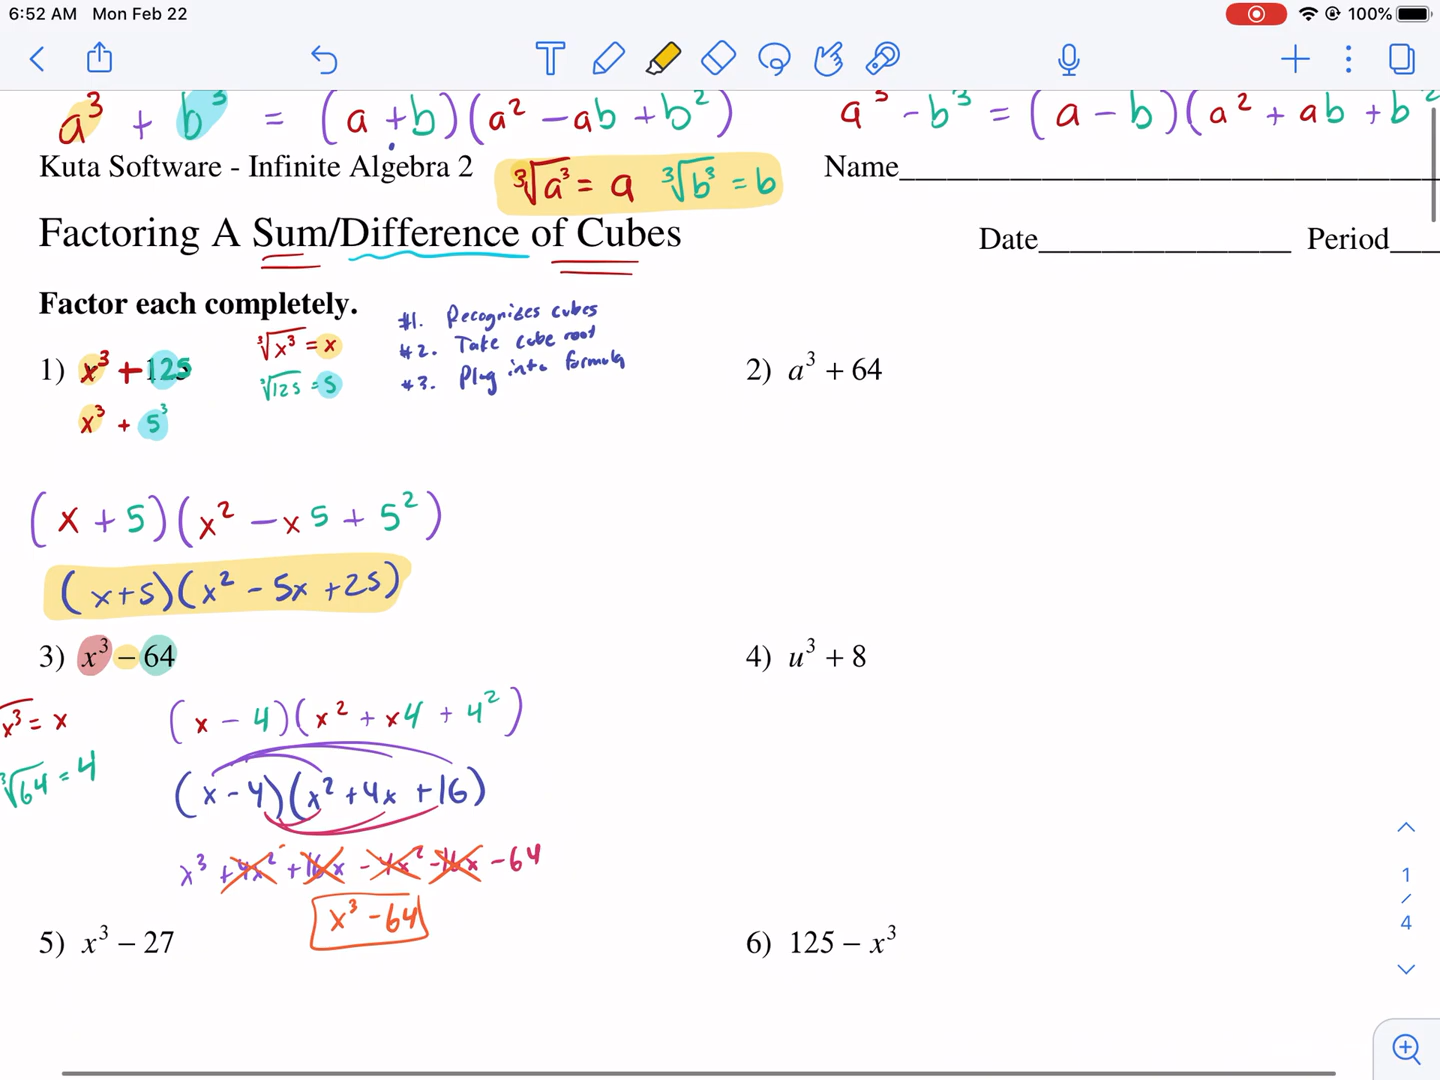 6:52 AM Mon Feb 22
100%
a³ + b³ = (a + b)(a² − ab + b²) a³ − b³ = (a − b)(a² + ab + b²
Kuta Software - Infinite Algebra 2
∛a³ = a ∛b³ = b
Name
Factoring A Sum/Difference of Cubes
Date Period
Factor each completely.
#1. Recognizes cubes
#2. Take cube root
#3. Plug into formula
1) x³ + 125
∛x³ = x
∛125 = 5
x³ + 5³
2) a³ + 64
(x + 5)(x² − x5 + 5²)
(x+5)(x² − 5x + 25)
3) x³ − 64
4) u³ + 8
x³ = x
(x − 4)(x² + x4 + 4²)
∛64 = 4
(x − 4)(x² + 4x + 16)
x³ + 4x² + 16x − 4x² − 16x − 64
x³ − 64
5) x³ − 27
6) 125 − x³
1
/
4